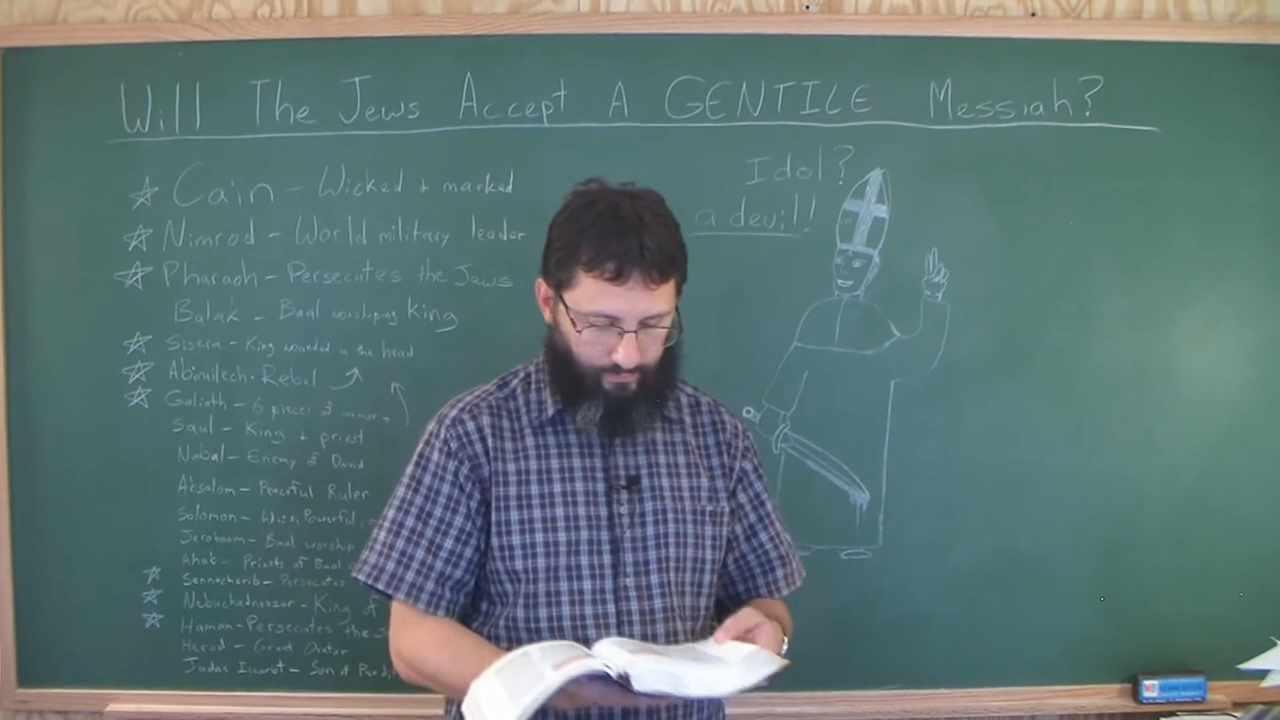 Will The Jews Accept A GENTILE Messiah?
Cain - Wicked + marked
Nimrod - World military leader
Pharaoh - Persecutes the Jews
Balak - Baal worshiping King
Sisera - King wounded in the head
Abimilech - Rebel
Goliath - 6 pieces of armor
Saul - King + priest
Nabal - Enemy of David
Absalom - Peaceful Ruler
Solomon - Wise, Powerful,
Jeroboam - Baal worship
Ahab - Priests of Baal
Sennacherib - Persecutes
Nebuchadnezzar - King of
Haman - Persecutes the
Herod - Great Orator
Judas Iscariot - Son of
Idol?
a devil!